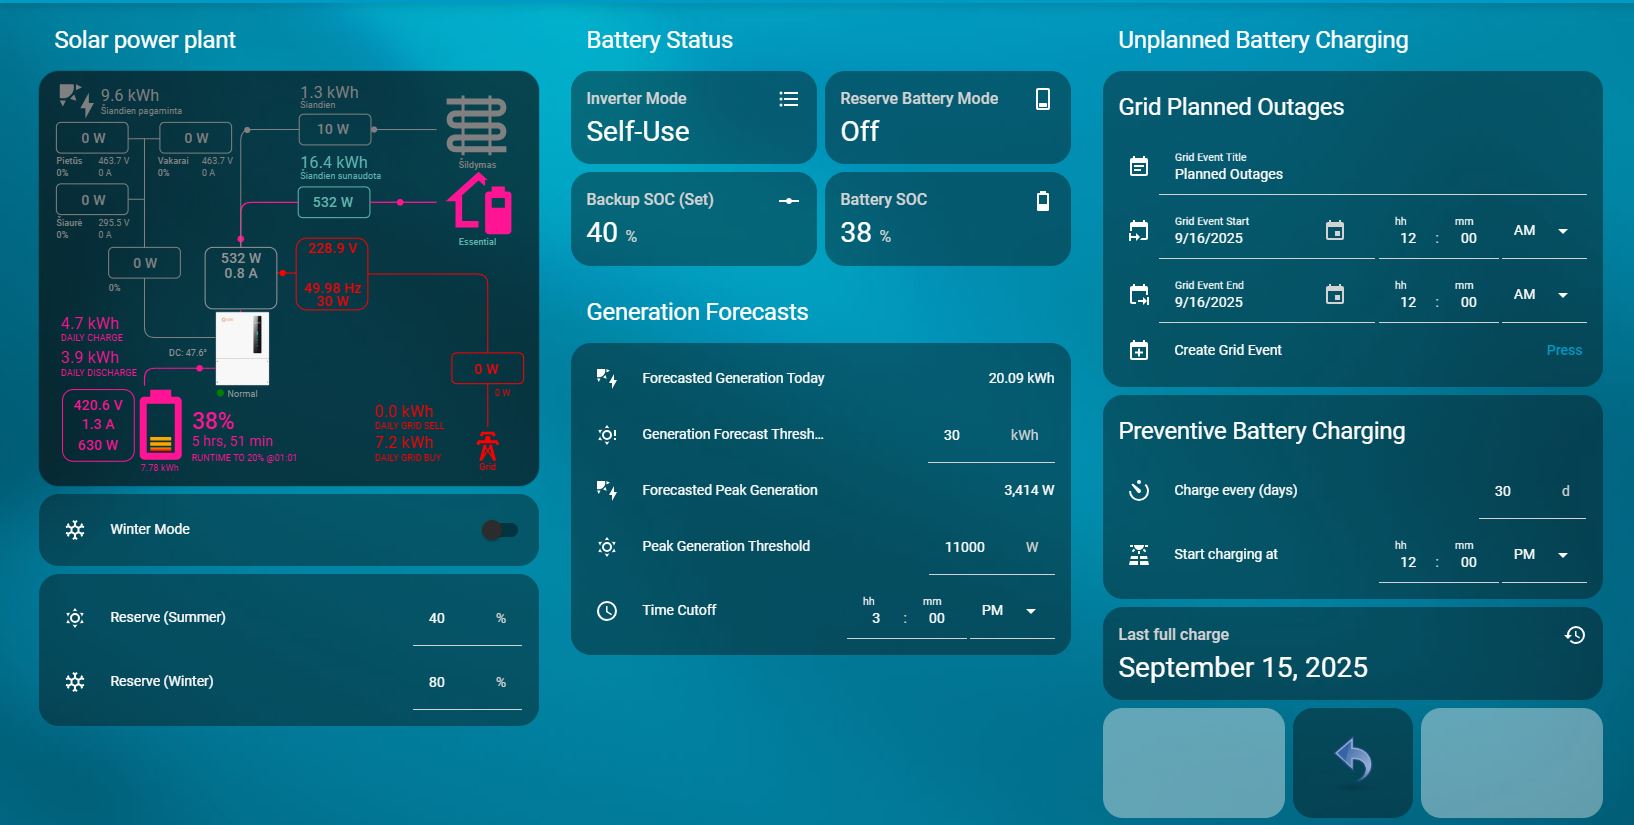 Solar power plant
9.6 kWh
Šiandien pagaminta
0 W
0 W
Pietūs 463.7 V
0% 0 A
Vakarai 463.7 V
0% 0 A
0 W
Šiaurė 295.5 V
0% 0 A
0 W
0%
1.3 kWh
Šiandien
10 W
Šildymas
16.4 kWh
Šiandien sunaudota
532 W
Essential
532 W
0.8 A
228.9 V
49.98 Hz
30 W
4.7 kWh
DAILY CHARGE
3.9 kWh
DAILY DISCHARGE
DC: 47.6°
Normal
420.6 V
1.3 A
630 W
7.78 kWh
38%
5 hrs, 51 min
RUNTIME TO 20% @01:01
0 W
0 W
0.0 kWh
DAILY GRID SELL
7.2 kWh
DAILY GRID BUY
Grid
Winter Mode
Reserve (Summer) 40 %
Reserve (Winter) 80 %
Battery Status
Inverter Mode
Self-Use
Reserve Battery Mode
Off
Backup SOC (Set)
40 %
Battery SOC
38 %
Generation Forecasts
Forecasted Generation Today 20.09 kWh
Generation Forecast Thresh... 30 kWh
Forecasted Peak Generation 3,414 W
Peak Generation Threshold 11000 W
Time Cutoff hh 3 : mm 00 PM
Unplanned Battery Charging
Grid Planned Outages
Grid Event Title
Planned Outages
Grid Event Start hh mm
9/16/2025 12 : 00 AM
Grid Event End hh mm
9/16/2025 12 : 00 AM
Create Grid Event Press
Preventive Battery Charging
Charge every (days) 30 d
Start charging at hh 12 : mm 00 PM
Last full charge
September 15, 2025